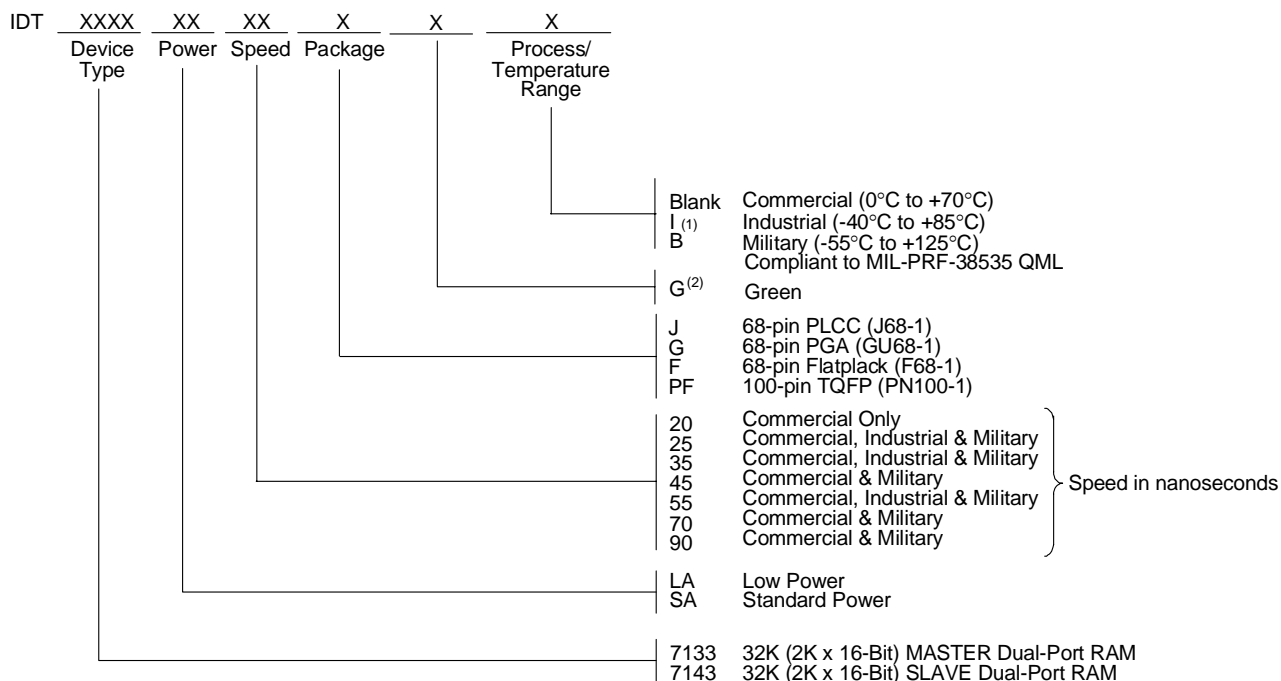 IDT XXXX XX XX X X X
Device Type Power Speed Package Process/ Temperature Range
Blank Commercial (0°C to +70°C)
I (1) Industrial (-40°C to +85°C)
B Military (-55°C to +125°C)
Compliant to MIL-PRF-38535 QML
G(2) Green
J 68-pin PLCC (J68-1)
G 68-pin PGA (GU68-1)
F 68-pin Flatplack (F68-1)
PF 100-pin TQFP (PN100-1)
20 Commercial Only
25 Commercial, Industrial & Military
35 Commercial, Industrial & Military
45 Commercial & Military
55 Commercial, Industrial & Military
70 Commercial & Military
90 Commercial & Military
Speed in nanoseconds
LA Low Power
SA Standard Power
7133 32K (2K x 16-Bit) MASTER Dual-Port RAM
7143 32K (2K x 16-Bit) SLAVE Dual-Port RAM